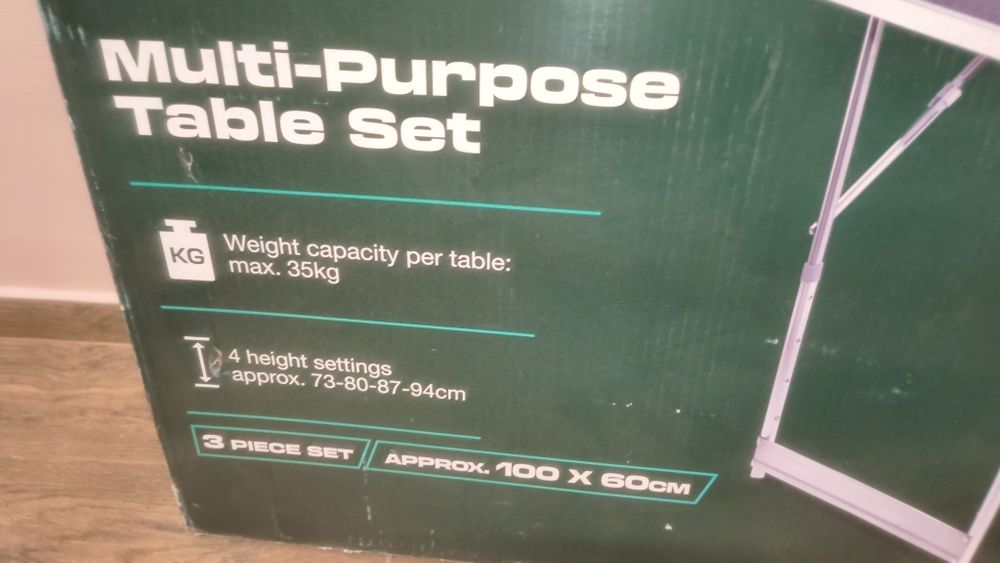 Multi-Purpose
Table Set
KG
Weight capacity per table:
max. 35kg
4 height settings
approx. 73-80-87-94cm
3 PIECE SET
APPROX. 100 X 60CM